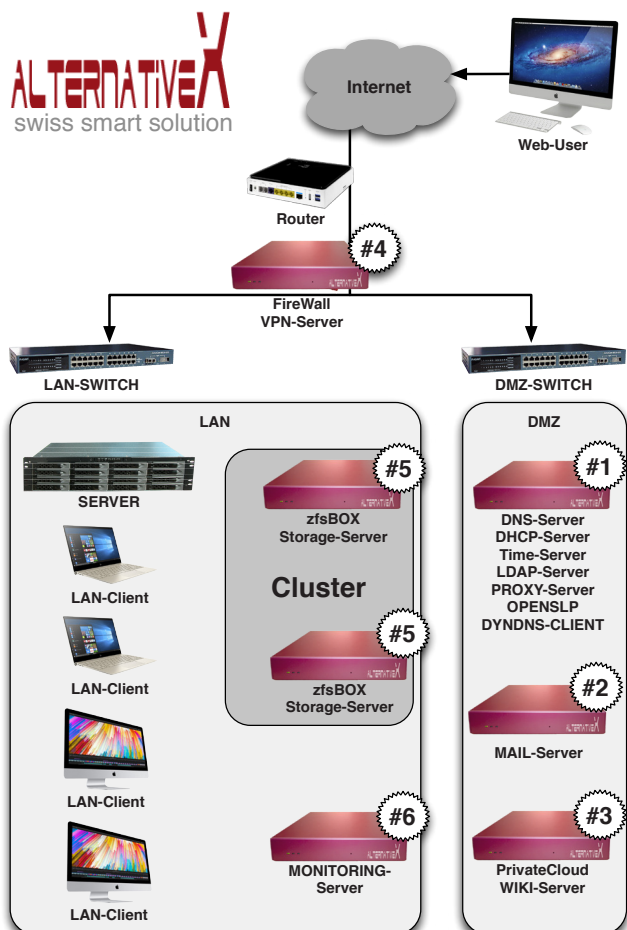 ALTERNATIVEX
swiss smart solution
Internet
Web-User
Router
#4
FireWall
VPN-Server
LAN-SWITCH
DMZ-SWITCH
LAN
SERVER
LAN-Client
LAN-Client
LAN-Client
LAN-Client
#5
zfsBOX
Storage-Server
Cluster
#5
zfsBOX
Storage-Server
#6
MONITORING-
Server
DMZ
#1
DNS-Server
DHCP-Server
Time-Server
LDAP-Server
PROXY-Server
OPENSLP
DYNDNS-CLIENT
#2
MAIL-Server
#3
PrivateCloud
WIKI-Server